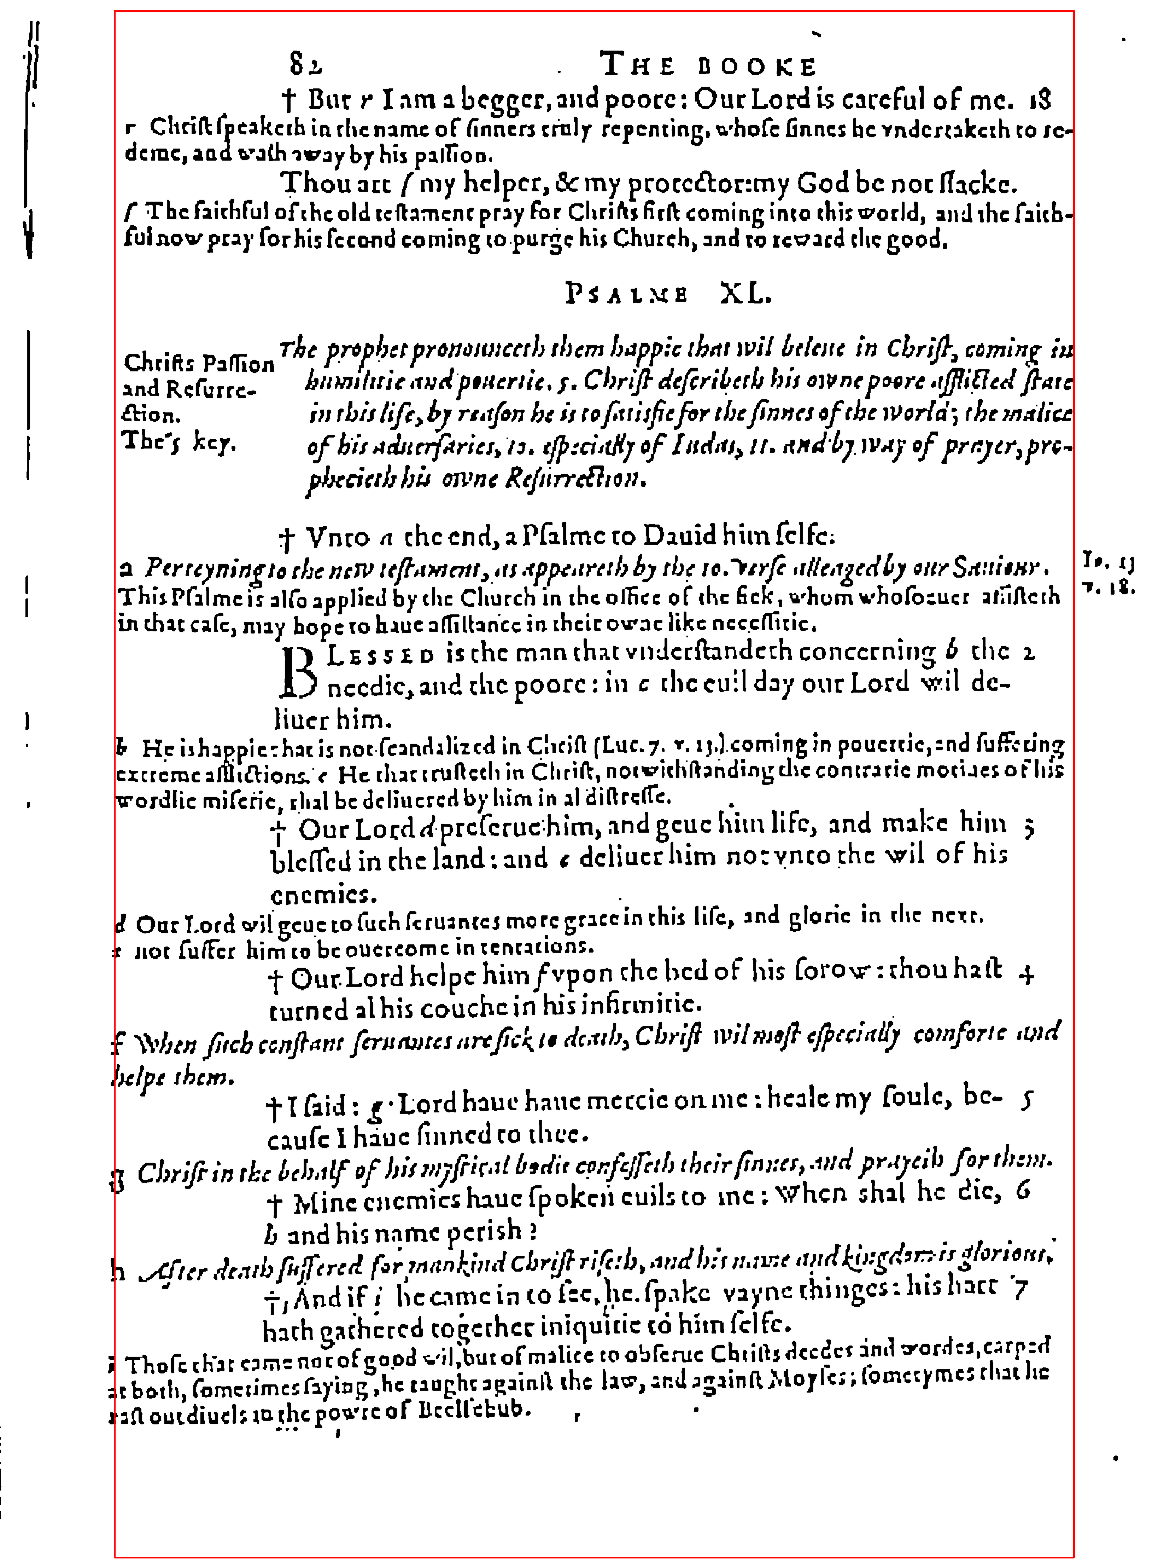 82 THE BOOKE
† But r I am a begger, and poore: Our Lord is careful of me. 18
r Chriſt ſpeaketh in the name of ſinners truly repenting, whoſe ſinnes he vndertaketh to re-
deme, and waſh away by his paſſion.
Thou art ſ my helper, & my protector: my God be not ſlacke.
ſ The faithful of the old teſtament pray for Chriſts firſt coming into this world, and the faith-
ful now pray for his ſecond coming to purge his Church, and to reward the good.
PSALME XL.
Chriſts Paſſion
and Reſurre-
ction.
The 5 key.
The prophet pronounceth them happie that wil beleue in Chriſt, coming in
humilitie and pouertie. 5. Chriſt deſcribeth his owne poore afflicted ſtate
in this life, by reaſon he is to ſatisfie for the ſinnes of the world; the malice
of his aduerſaries, 12. eſpecially of Iudas, 11. and by way of prayer, pro-
phecieth his owne Reſurrection.
† Vnto a the end, a Pſalme to Dauid him ſelfe.
a Perteyning to the new teſtament, as appeareth by the 10. verſe alleaged by our Sauiour. Io. 13
v. 18.
This Pſalme is alſo applied by the Church in the office of the ſick, whom whoſoeuer aſſiſteth
in that caſe, may hope to haue aſſiſtance in their owne like neceſſitie.
BLESSED is the man that vnderſtandeth concerning b the 2
needie, and the poore: in c the euil day our Lord wil de-
liuer him.
b He is happie that is not ſcandalized in Chriſt (Luc. 7. v. 23.) coming in pouertie, and ſuffering
extreme afflictions. c He that truſteth in Chriſt, notwithſtanding the contrarie motiues of his
wordlie miſerie, ſhal be deliuered by him in al diſtreſſe.
† Our Lord d preſerue him, and geue him life, and make him 3
bleſſed in the land: and e deliuer him not vnto the wil of his
enemies.
d Our Lord wil geue to ſuch ſeruantes more grace in this life, and glorie in the next.
e not ſuffer him to be ouercome in tentations.
† Our Lord helpe him f vpon the bed of his ſorow: thou haſt 4
turned al his couche in his infirmitie.
f When ſuch conſtant ſeruantes are ſick to death, Chriſt wil moſt eſpecially comforte and
helpe them.
† I ſaid: g Lord haue haue mercie on me: heale my ſoule, be- 5
cauſe I haue ſinned to thee.
g Chriſt in the behalf of his myſtical bodie confeſſeth their ſinnes, and prayeth for them.
† Mine enemies haue ſpoken euils to me: When shal he die, 6
h and his name perish?
h After death ſuffered for mankind Chriſt riſeth, and his name and kingdom is glorious.
† And if i he came in to ſee, he ſpake vayne thinges: his hart 7
hath gathered together iniquitie to him ſelfe.
i Thoſe that came not of good wil, but of malice to obſerue Chriſts deedes and wordes, carped
at both, ſometimes ſaying, he taught againſt the law, and againſt Moyſes; ſometymes that he
caſt out diuels in the powre of Beelſebub.